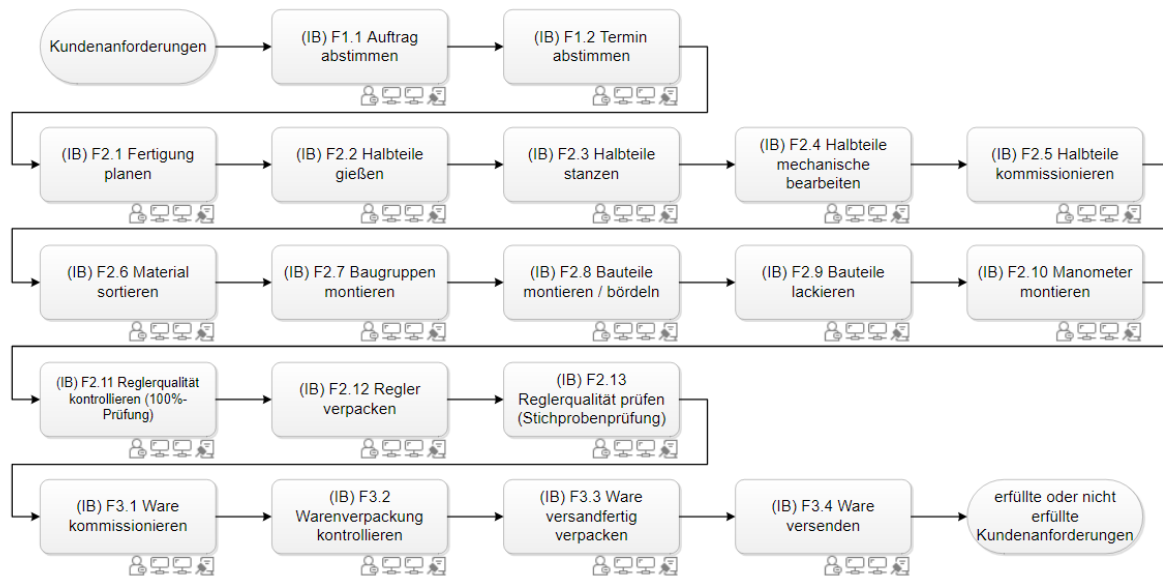 Kundenanforderungen
(IB) F1.1 Auftrag
abstimmen
(IB) F1.2 Termin
abstimmen
(IB) F2.1 Fertigung
planen
(IB) F2.2 Halbteile
gießen
(IB) F2.3 Halbteile
stanzen
(IB) F2.4 Halbteile
mechanische
bearbeiten
(IB) F2.5 Halbteile
kommissionieren
(IB) F2.6 Material
sortieren
(IB) F2.7 Baugruppen
montieren
(IB) F2.8 Bauteile
montieren / bördeln
(IB) F2.9 Bauteile
lackieren
(IB) F2.10 Manometer
montieren
(IB) F2.11 Reglerqualität
kontrollieren (100%-
Prüfung)
(IB) F2.12 Regler
verpacken
(IB) F2.13
Reglerqualität prüfen
(Stichprobenprüfung)
(IB) F3.1 Ware
kommissionieren
(IB) F3.2
Warenverpackung
kontrollieren
(IB) F3.3 Ware
versandfertig
verpacken
(IB) F3.4 Ware
versenden
erfüllte oder nicht
erfüllte
Kundenanforderungen